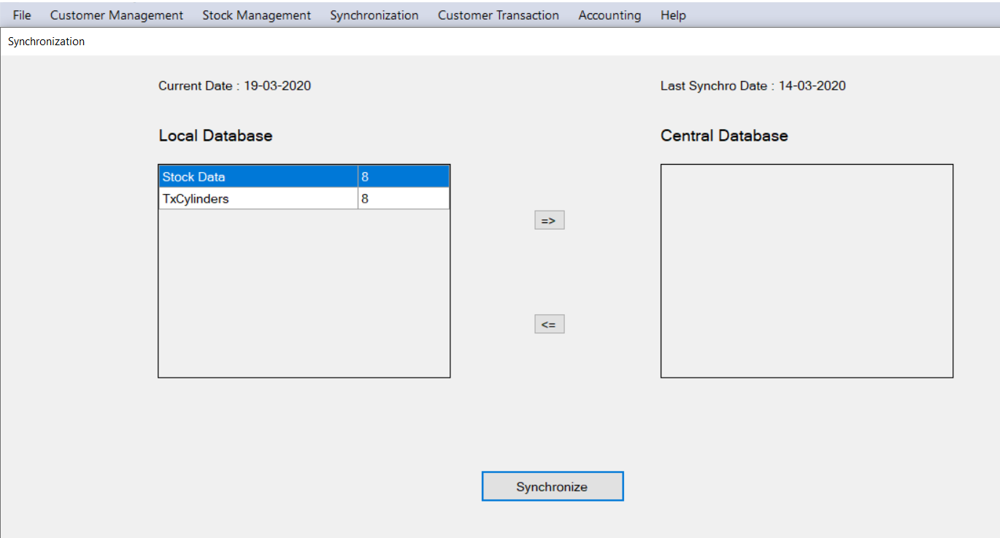 File Customer Management Stock Management Synchronization Customer Transaction Accounting Help
Synchronization
Current Date : 19-03-2020
Last Synchro Date : 14-03-2020
Local Database
Central Database
Stock Data 8
TxCylinders 8
=>
<=
Synchronize